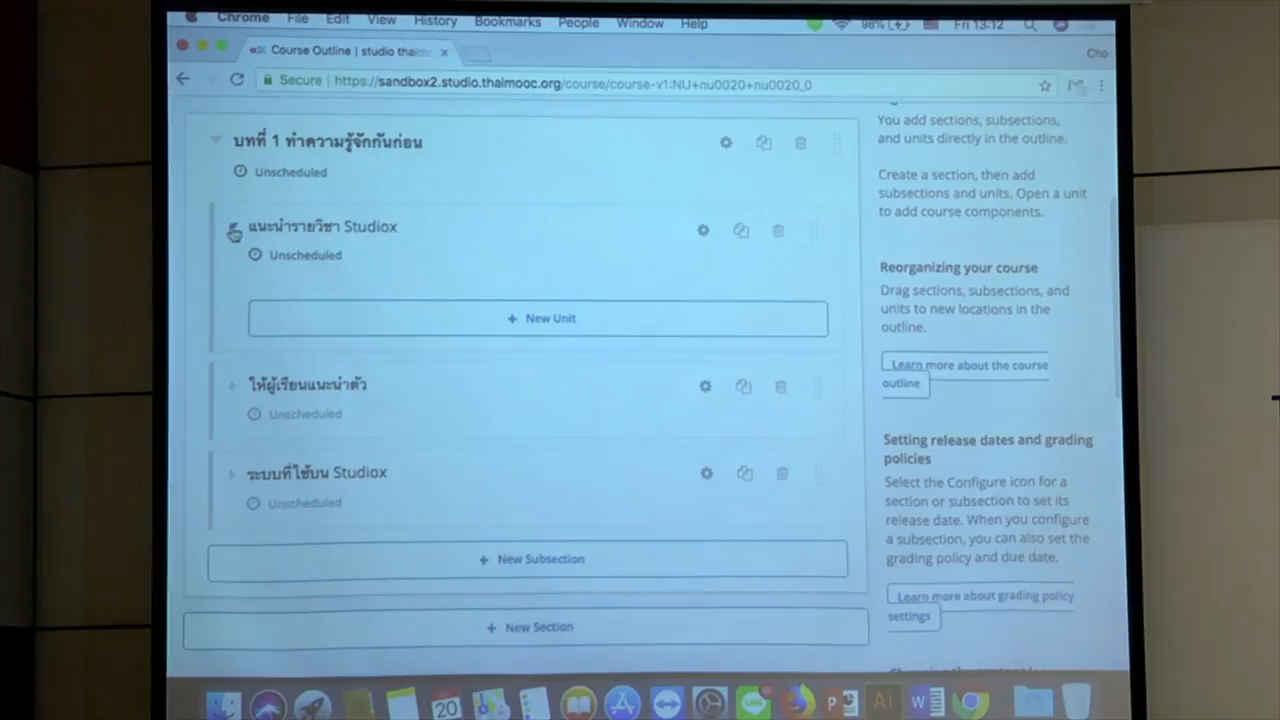 Chrome File Edit View History Bookmarks People Window Help 98% Fri 13:12
Course Outline | studio thaim
Cho
Secure | https://sandbox2.studio.thaimooc.org/course/course-v1:NU+nu0020+nu0020_0
บทที่ 1 ทำความรู้จักกันก่อน
Unscheduled
แนะนำรายวิชา Studiox
Unscheduled
+ New Unit
ให้ผู้เรียนแนะนำตัว
Unscheduled
ระบบที่ใช้บน Studiox
Unscheduled
+ New Subsection
+ New Section
You add sections, subsections,
and units directly in the outline.
Create a section, then add
subsections and units. Open a unit
to add course components.
Reorganizing your course
Drag sections, subsections, and
units to new locations in the
outline.
Learn more about the course
outline
Setting release dates and grading
policies
Select the Configure icon for a
section or subsection to set its
release date. When you configure
a subsection, you can also set the
grading policy and due date.
Learn more about grading policy
settings
20
LINE
P
Ai
W